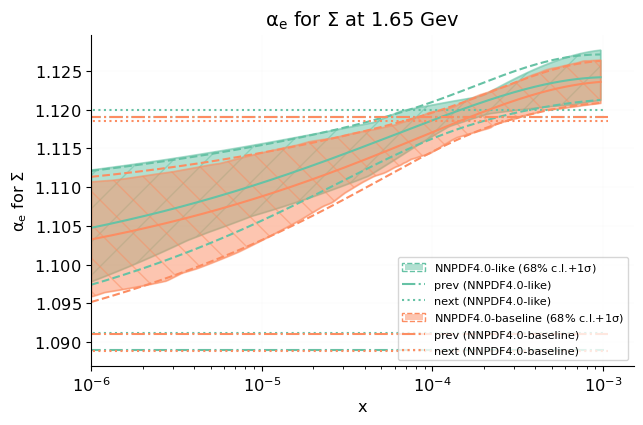 αₑ for Σ at 1.65 Gev
αₑ for Σ
1.125
1.120
1.115
1.110
1.105
1.100
1.095
1.090
NNPDF4.0-like (68% c.l.+1σ)
prev (NNPDF4.0-like)
next (NNPDF4.0-like)
NNPDF4.0-baseline (68% c.l.+1σ)
prev (NNPDF4.0-baseline)
next (NNPDF4.0-baseline)
10⁻⁶ 10⁻⁵ 10⁻⁴ 10⁻³
x